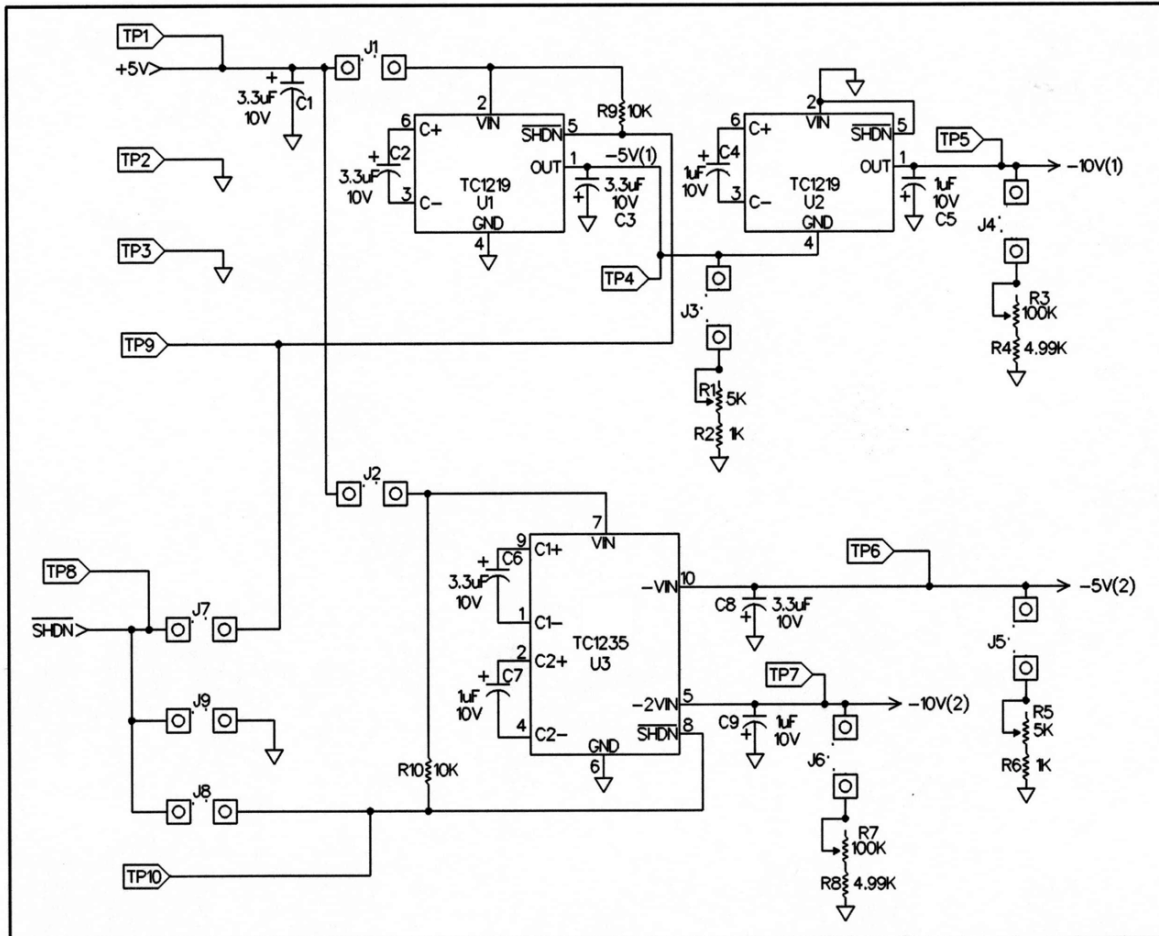 TP1
+5V
3.3uF
10V
C1
J1
TP2
TP3
TP9
2
VIN
6
C+
C2
3.3uF
10V
3
C-
TC1219
U1
GND
4
SHDN
5
OUT
1
-5V(1)
R9
10K
3.3uF
10V
C3
TP4
2
VIN
6
C+
C4
1uF
10V
3
C-
TC1219
U2
GND
4
SHDN
5
OUT
1
TP5
-10V(1)
1uF
10V
C5
J4
R3
100K
R4
4.99K
J3
R1
5K
R2
1K
J2
TP8
SHDN
J7
J9
J8
TP10
R10
10K
7
VIN
9
C1+
C6
3.3uF
10V
1
C1-
2
C2+
C7
1uF
10V
4
C2-
TC1235
U3
GND
6
-VIN
10
-2VIN
5
SHDN
8
TP6
-5V(2)
C8
3.3uF
10V
TP7
-10V(2)
C9
1uF
10V
J5
R5
5K
R6
1K
J6
R7
100K
R8
4.99K